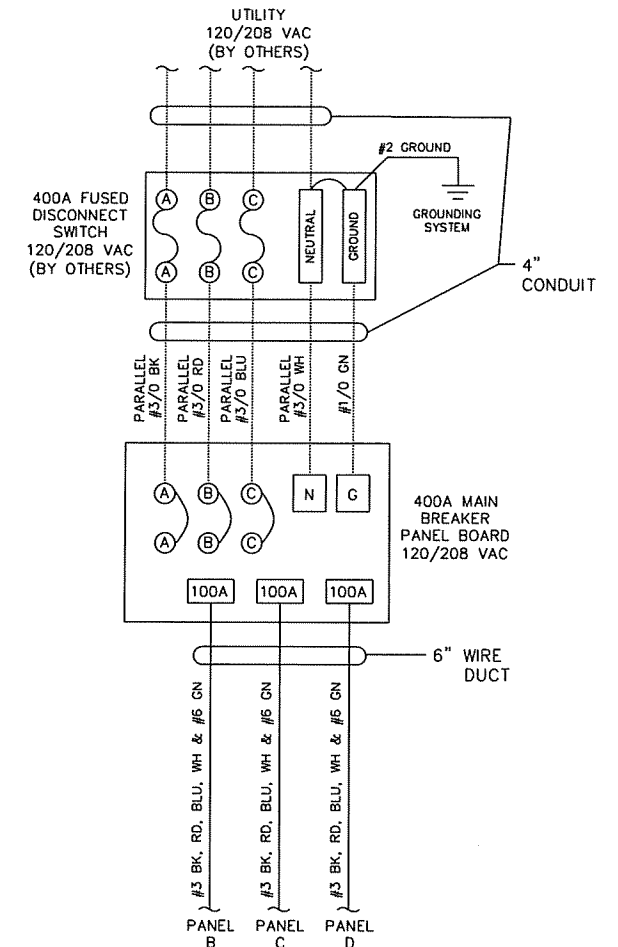 UTILITY
120/208 VAC
(BY OTHERS)
#2 GROUND
GROUNDING
SYSTEM
400A FUSED
DISCONNECT
SWITCH
120/208 VAC
(BY OTHERS)
A
B
C
NEUTRAL
GROUND
A
B
C
4"
CONDUIT
PARALLEL
#3/0 BK
PARALLEL
#3/0 RD
PARALLEL
#3/0 BLU
PARALLEL
#3/0 WH
#1/0 GN
A
B
C
N
G
A
B
C
400A MAIN
BREAKER
PANEL BOARD
120/208 VAC
100A
100A
100A
6" WIRE
DUCT
#3 BK, RD, BLU, WH & #6 GN
#3 BK, RD, BLU, WH & #6 GN
#3 BK, RD, BLU, WH & #6 GN
PANEL
B
PANEL
C
PANEL
D